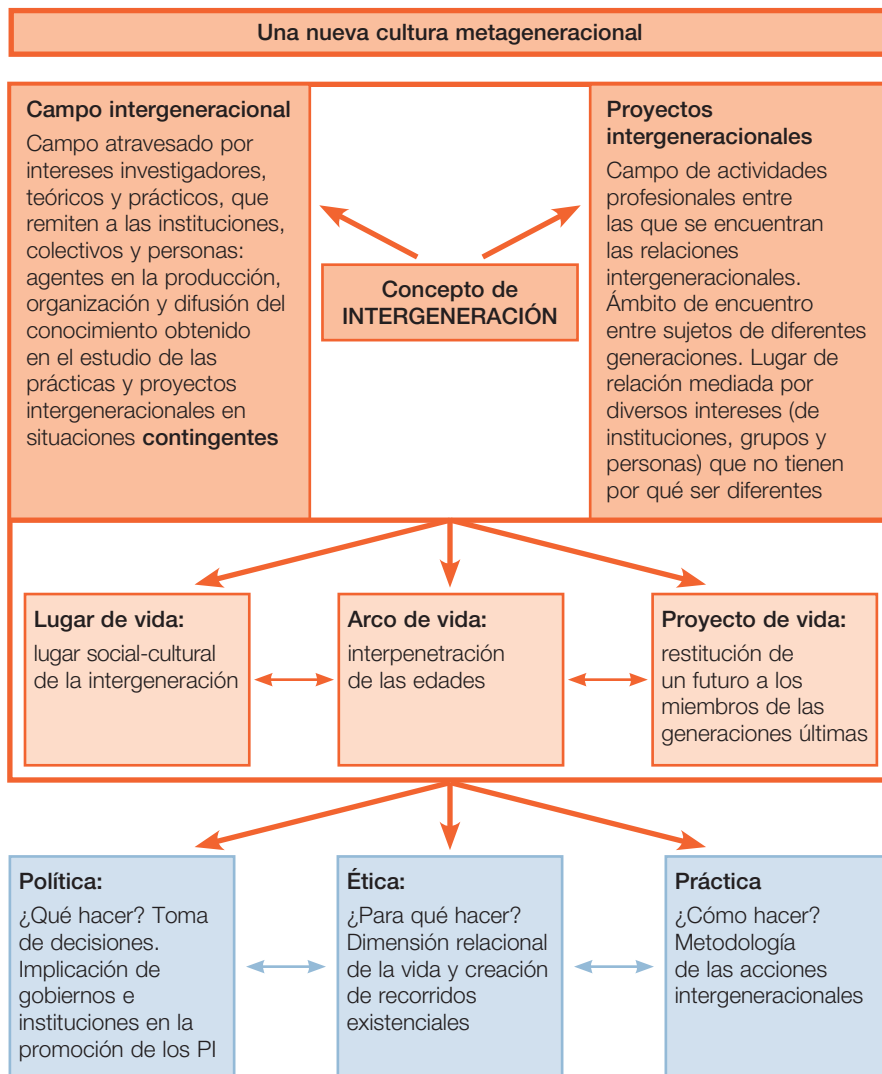 Una nueva cultura metageneracional
Campo intergeneracional
Campo atravesado por
intereses investigadores,
teóricos y prácticos, que
remiten a las instituciones,
colectivos y personas:
agentes en la producción,
organización y difusión del
conocimiento obtenido
en el estudio de las
prácticas y proyectos
intergeneracionales en
situaciones contingentes
Concepto de
INTERGENERACIÓN
Proyectos
intergeneracionales
Campo de actividades
profesionales entre
las que se encuentran
las relaciones
intergeneracionales.
Ámbito de encuentro
entre sujetos de diferentes
generaciones. Lugar de
relación mediada por
diversos intereses (de
instituciones, grupos y
personas) que no tienen
por qué ser diferentes
Lugar de vida:
lugar social-cultural
de la intergeneración
Arco de vida:
interpenetración
de las edades
Proyecto de vida:
restitución de
un futuro a los
miembros de las
generaciones últimas
Política:
¿Qué hacer? Toma
de decisiones.
Implicación de
gobiernos e
instituciones en la
promoción de los PI
Ética:
¿Para qué hacer?
Dimensión relacional
de la vida y creación
de recorridos
existenciales
Práctica
¿Cómo hacer?
Metodología
de las acciones
intergeneracionales